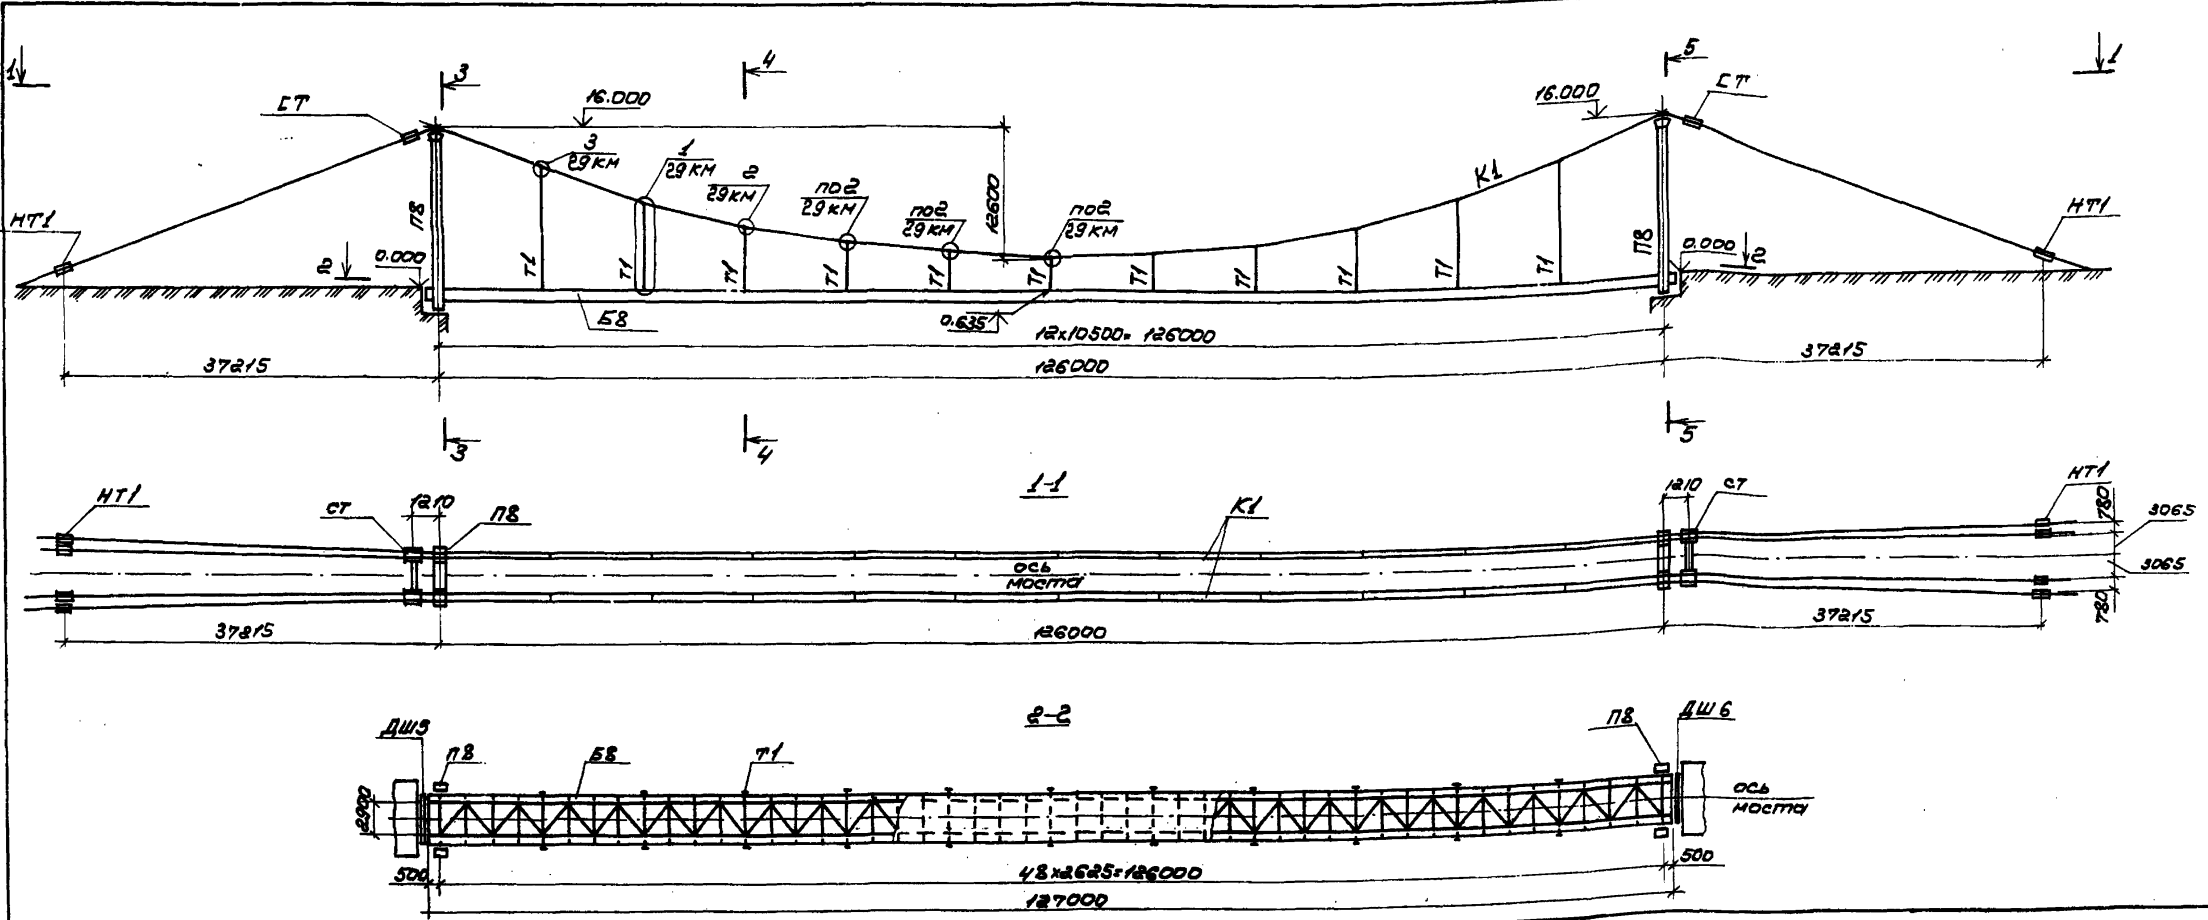 1
3
4
5
1
СТ
16.000
16.000
СТ
3
29КМ
1
29КМ
2
29КМ
по2
29КМ
по2
29КМ
по2
29КМ
12600
К1
НТ1
П8
П8
НТ1
2
0.000
0.000
2
Т1
Т1
Т1
Т1
Т1
Т1
Т1
Т1
Т1
Т1
Т1
Б8
0.635
12х10500=126000
37215
126000
37215
3
4
5
1-1
НТ1
СТ
1210
П8
К1
1210
СТ
НТ1
780
3065
3065
780
ось
моста
37215
126000
37215
2-2
ДШ5
П8
Б8
Т1
П8
ДШ6
2900
ось
моста
500
48х2625=126000
500
127000